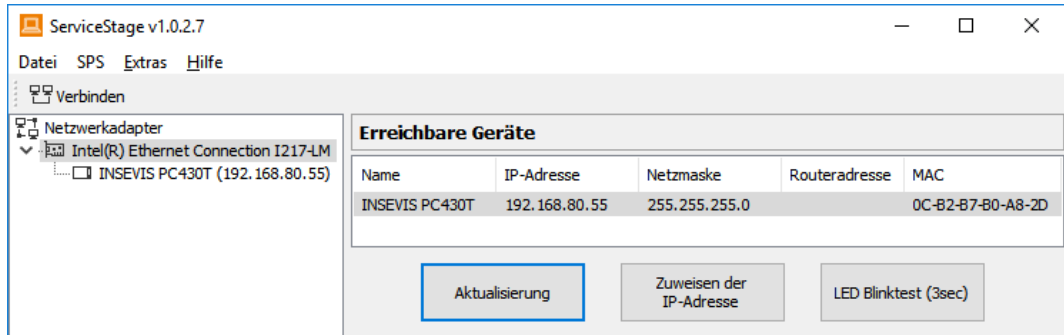 ServiceStage v1.0.2.7
Datei SPS Extras Hilfe
Verbinden
Netzwerkadapter
Intel(R) Ethernet Connection I217-LM
INSEVIS PC430T (192.168.80.55)
Erreichbare Geräte
Name IP-Adresse Netzmaske Routeradresse MAC
INSEVIS PC430T 192.168.80.55 255.255.255.0 0C-B2-B7-B0-A8-2D
Aktualisierung
Zuweisen der
IP-Adresse
LED Blinktest (3sec)